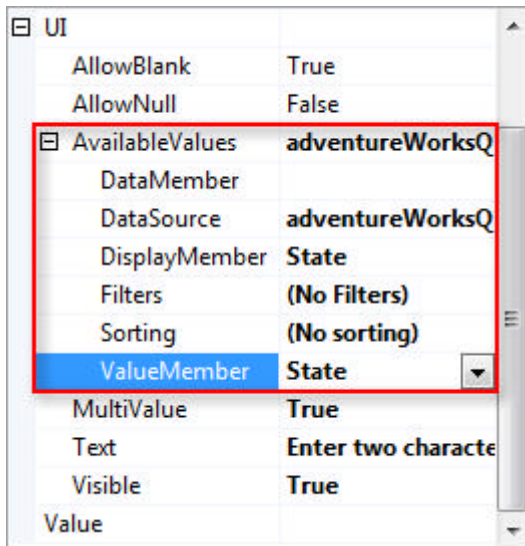 UI
AllowBlank True
AllowNull False
AvailableValues adventureWorksQ
DataMember
DataSource adventureWorksQ
DisplayMember State
Filters (No Filters)
Sorting (No sorting)
ValueMember State
MultiValue True
Text Enter two characte
Visible True
Value